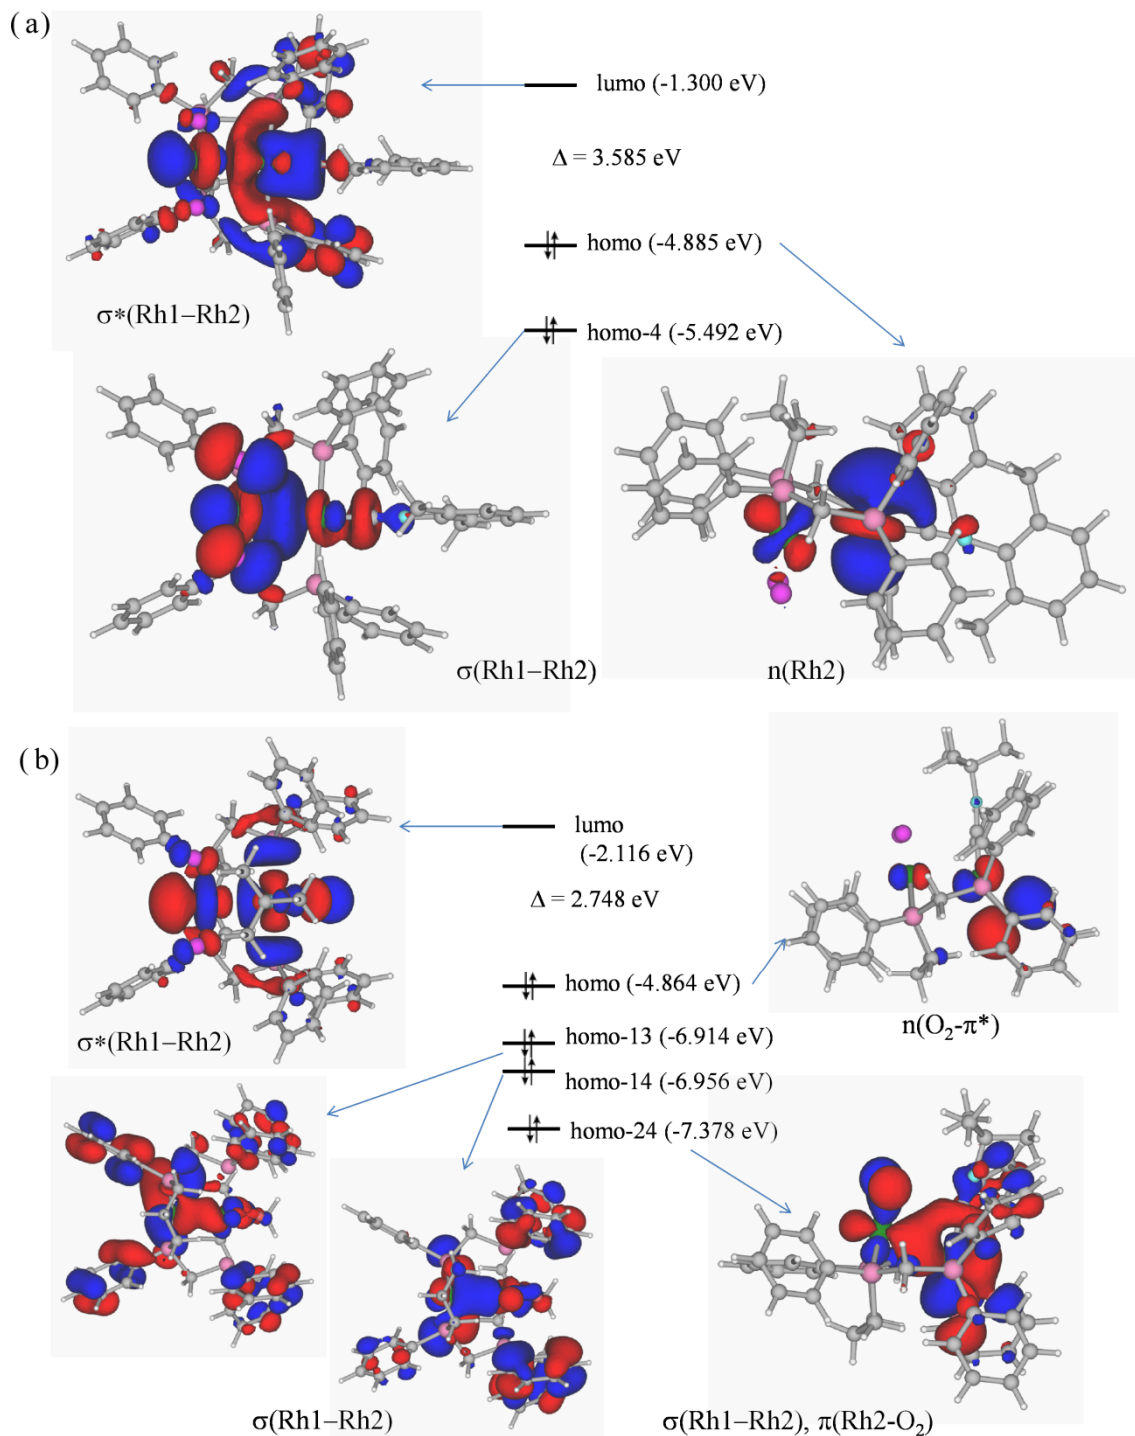 ( a )
lumo (-1.300 eV)
Δ = 3.585 eV
homo (-4.885 eV)
σ*(Rh1–Rh2)
homo-4 (-5.492 eV)
σ(Rh1–Rh2)
n(Rh2)
( b )
lumo
(-2.116 eV)
Δ = 2.748 eV
homo (-4.864 eV)
n(O₂-π*)
σ*(Rh1–Rh2)
homo-13 (-6.914 eV)
homo-14 (-6.956 eV)
homo-24 (-7.378 eV)
σ(Rh1–Rh2)
σ(Rh1–Rh2), π(Rh2-O₂)